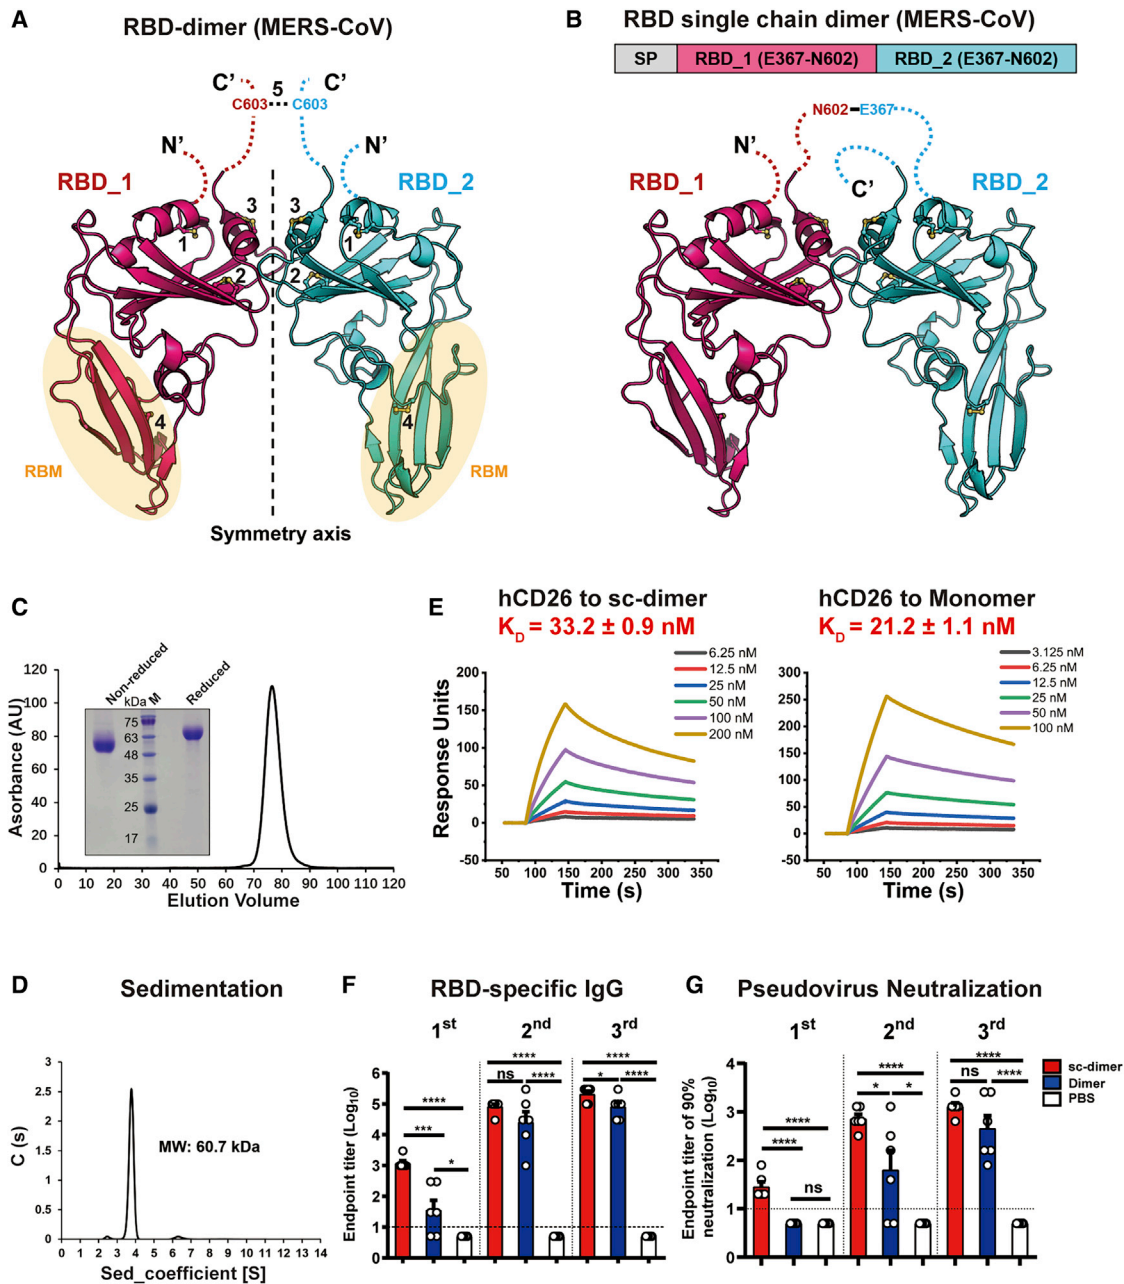 A
RBD-dimer (MERS-CoV)
C'
5
C'
C603
C603
N'
N'
RBD_1
RBD_2
3
3
1
1
2
2
4
4
RBM
RBM
Symmetry axis
B
RBD single chain dimer (MERS-CoV)
SP
RBD_1 (E367-N602)
RBD_2 (E367-N602)
N602
E367
N'
C'
RBD_1
RBD_2
C
Asorbance (AU)
120
100
80
60
40
20
0
Non-reduced
kDa
M
Reduced
75
63
48
35
25
17
0 10 20 30 40 50 60 70 80 90 100 110 120
Elution Volume
E
hCD26 to sc-dimer
K_D = 33.2 ± 0.9 nM
Response Units
200
150
100
50
0
-50
6.25 nM
12.5 nM
25 nM
50 nM
100 nM
200 nM
50 100 150 200 250 300 350
Time (s)
hCD26 to Monomer
K_D = 21.2 ± 1.1 nM
300
250
200
150
100
50
0
-50
3.125 nM
6.25 nM
12.5 nM
25 nM
50 nM
100 nM
50 100 150 200 250 300 350
Time (s)
D
Sedimentation
C (s)
3
2.5
2
1.5
1
0.5
0
MW: 60.7 kDa
0 1 2 3 4 5 6 7 8 9 10 11 12 13 14
Sed_coefficient [S]
F
RBD-specific IgG
1st
2nd
3rd
Endpoint titer (Log10)
6
5
4
3
2
1
0
****
***
*
****
ns
****
****
*
****
G
Pseudovirus Neutralization
1st
2nd
3rd
Endpoint titer of 90%
neutralization (Log10)
4
3
2
1
0
****
****
ns
****
*
*
****
ns
****
sc-dimer
Dimer
PBS